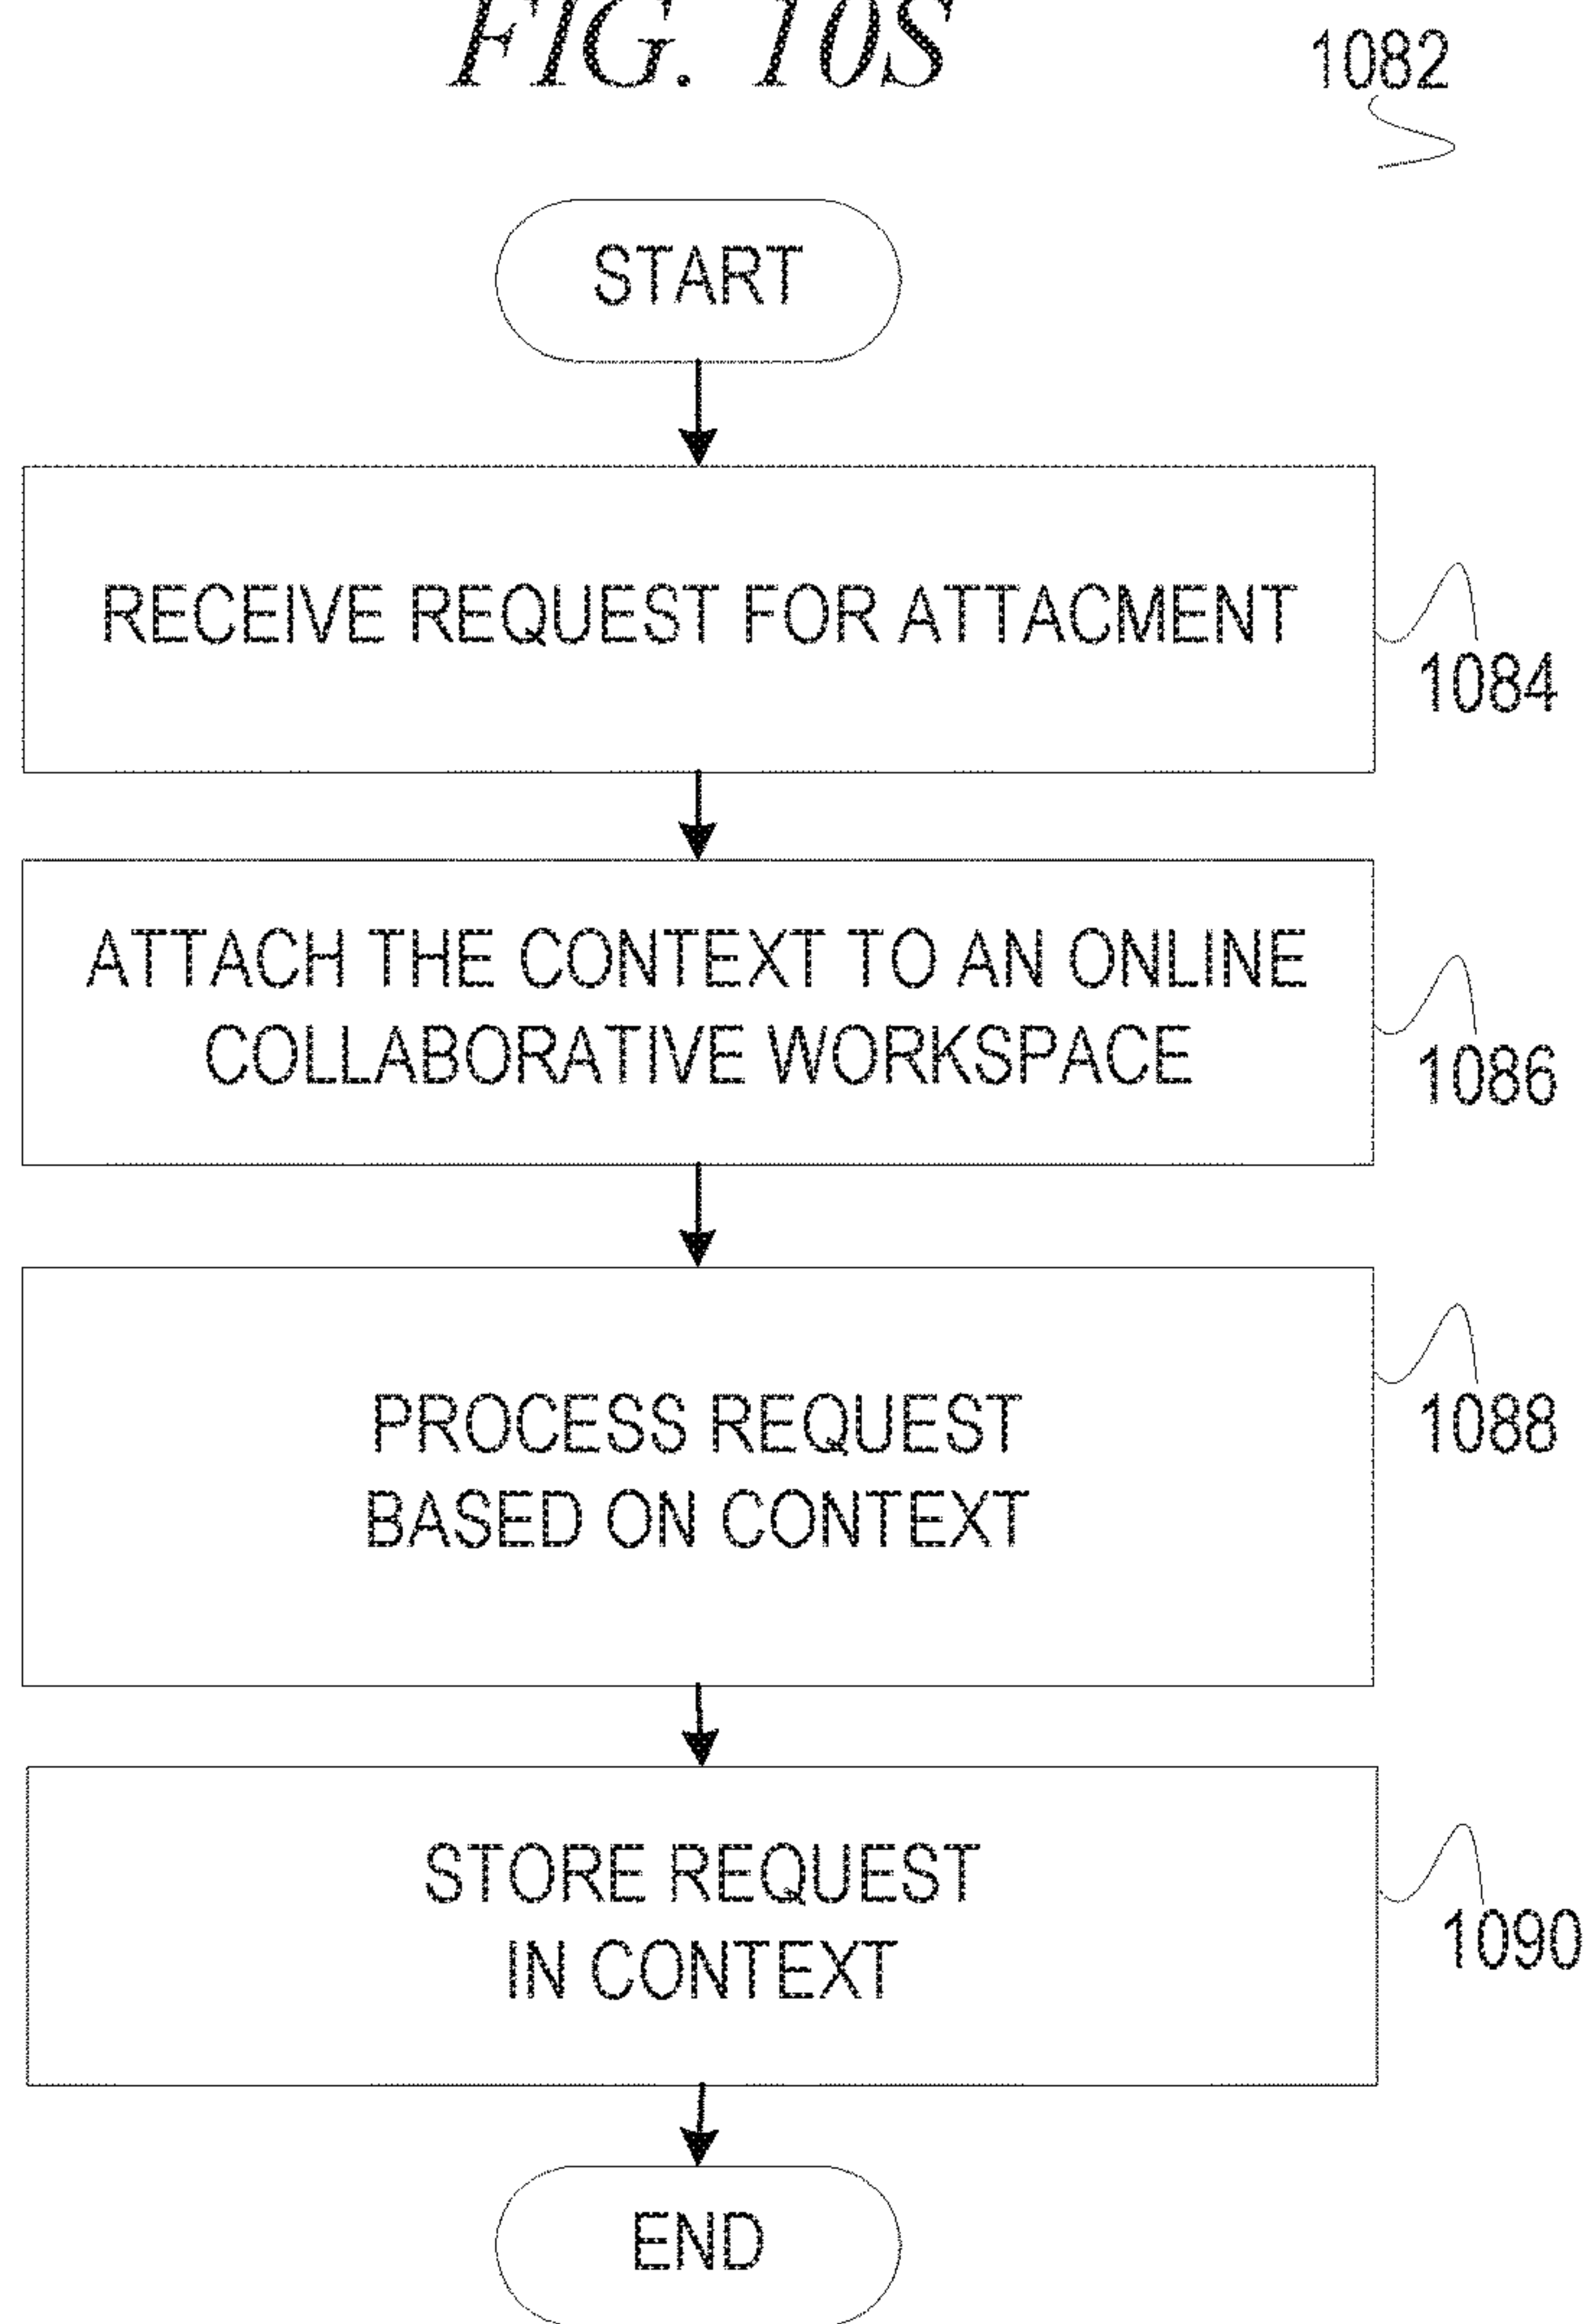 FIG. 10S
1082
START
RECEIVE REQUEST FOR ATTACMENT
1084
ATTACH THE CONTEXT TO AN ONLINE
COLLABORATIVE WORKSPACE
1086
PROCESS REQUEST
BASED ON CONTEXT
1088
STORE REQUEST
IN CONTEXT
1090
END